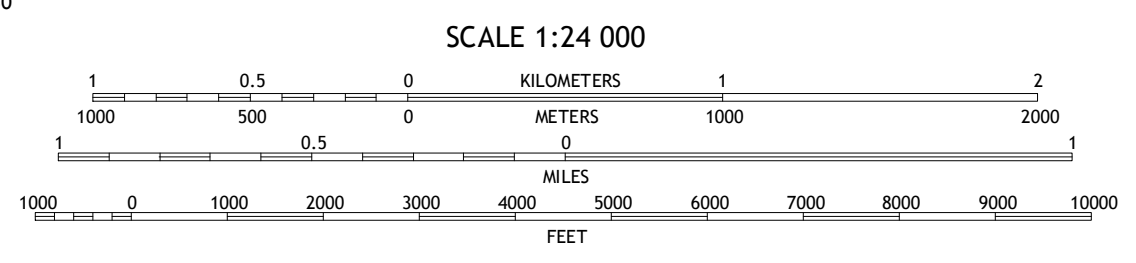 0
SCALE 1:24 000
1 0.5 0 KILOMETERS 1 2
1000 500 0 METERS 1000 2000
1 0.5 0 1
MILES
1000 0 1000 2000 3000 4000 5000 6000 7000 8000 9000 10000
FEET